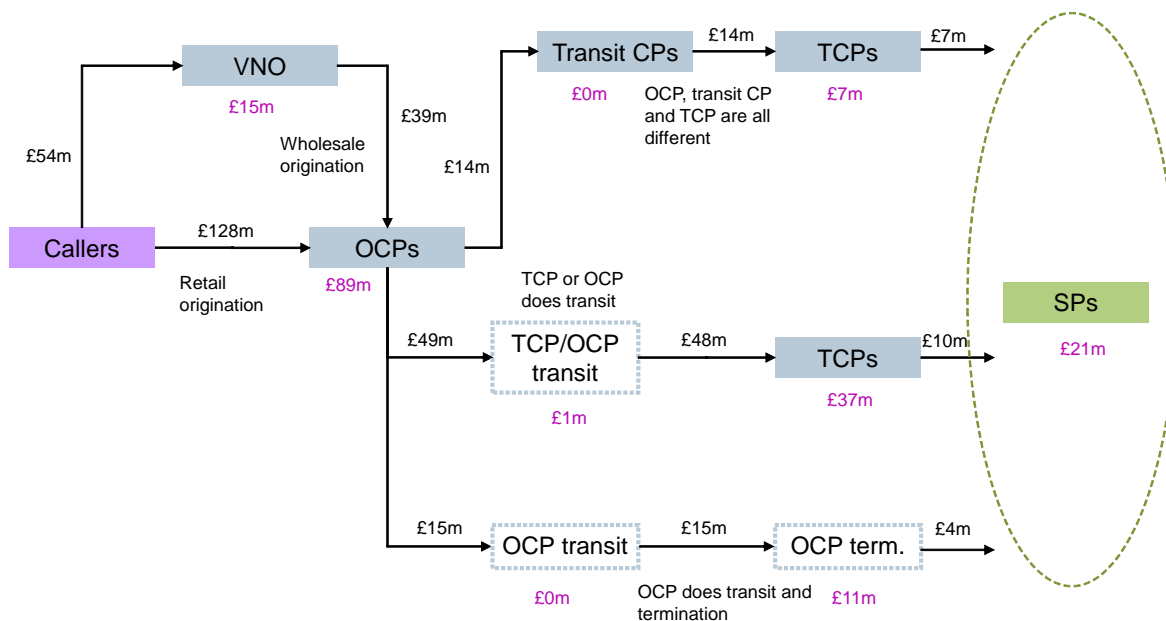 £14m
£7m
VNO
Transit CPs
TCPs
£15m
£0m
OCP, transit CP
and TCP are all
different
£7m
£39m
Wholesale
origination
£54m
£14m
£128m
Callers
OCPs
Retail
origination
£89m
TCP or OCP
does transit
SPs
£49m
TCP/OCP
transit
£48m
TCPs
£10m
£21m
£1m
£37m
£15m
OCP transit
£15m
OCP term.
£4m
£0m
OCP does transit and
termination
£11m